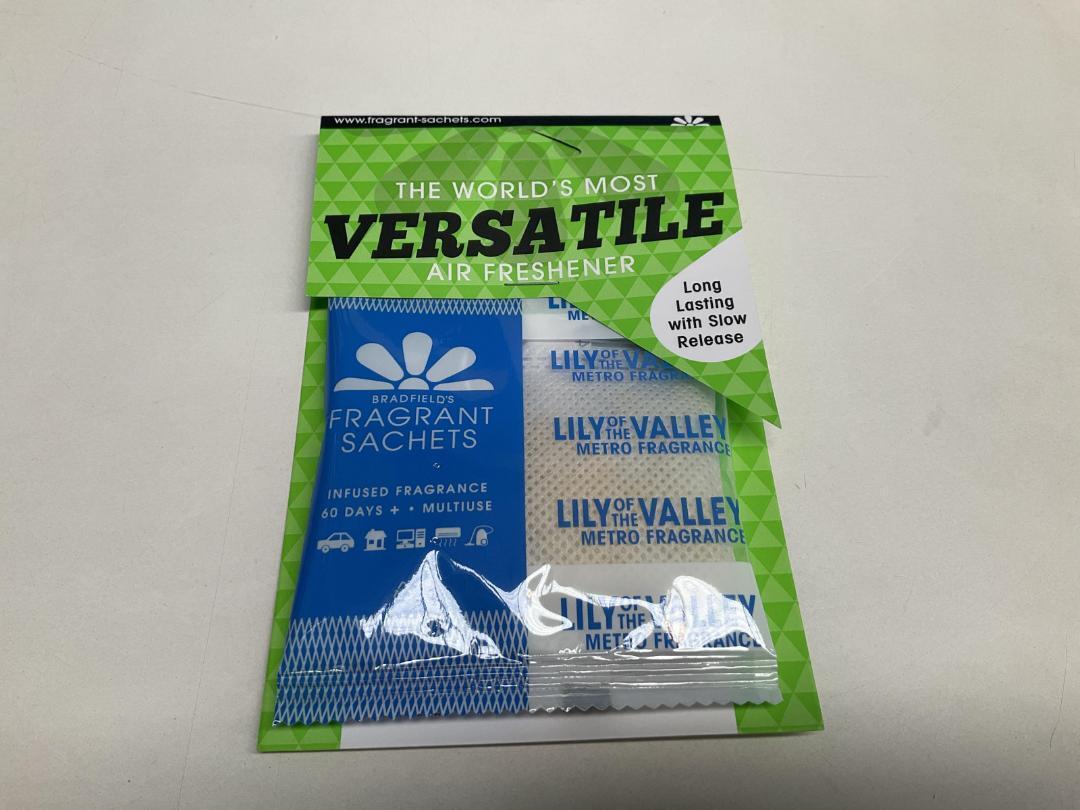 www.fragrant-sachets.com
THE WORLD'S MOST
VERSATILE
AIR FRESHENER
Long
Lasting
with Slow
Release
BRADFIELD'S
FRAGRANT
SACHETS
INFUSED FRAGRANCE
60 DAYS + • MULTIUSE
LILY OF THE
METRO
LILY OF THE VALLEY
METRO FRAGRANCE
LILY OF THE VALLEY
METRO FRAGRANCE
LILY OF THE VALLEY
METRO FRAGRANCE